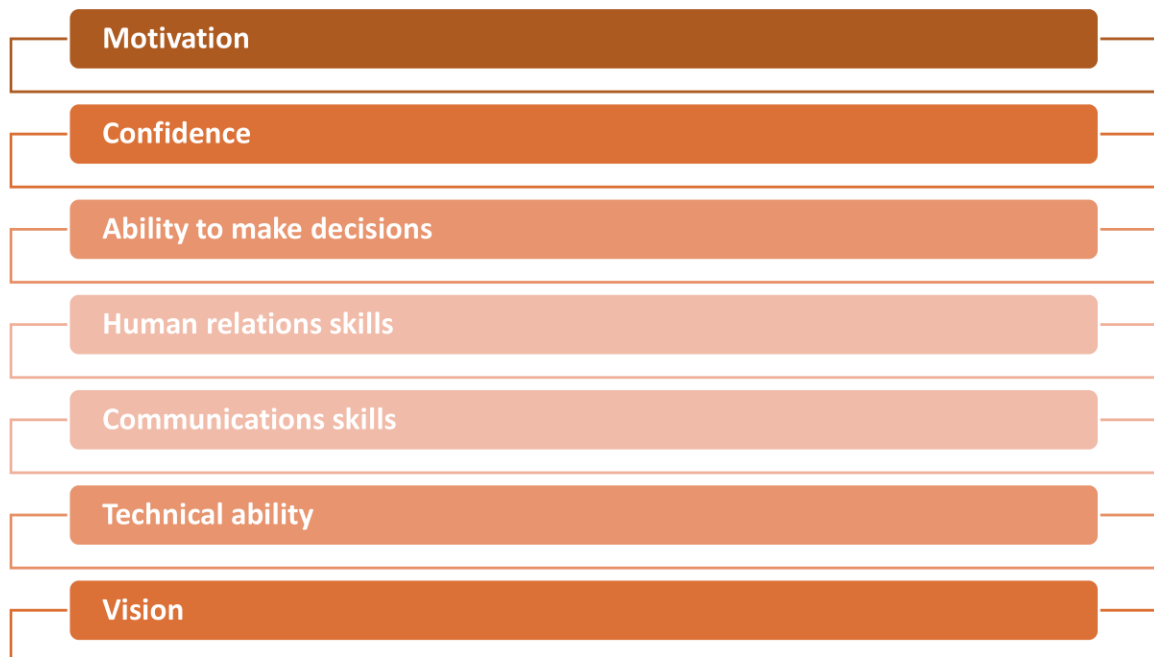 Motivation
Confidence
Ability to make decisions
Human relations skills
Communications skills
Technical ability
Vision